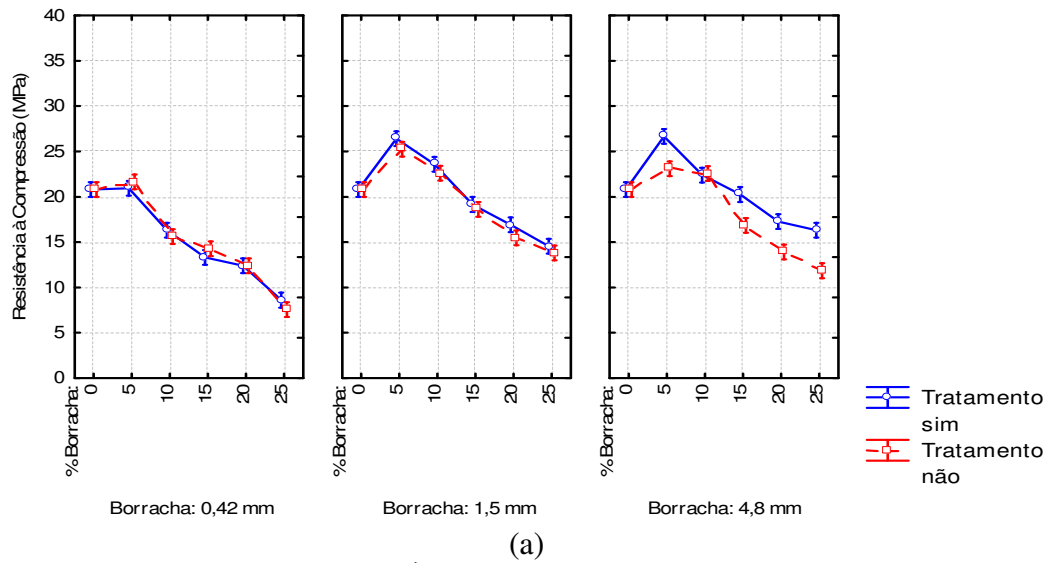 Resistência à Compressão (MPa)
40
35
30
25
20
15
10
5
0
% Borracha: 0 5 10 15 20 25
% Borracha: 0 5 10 15 20 25
% Borracha: 0 5 10 15 20 25
Borracha: 0,42 mm
Borracha: 1,5 mm
Borracha: 4,8 mm
Tratamento
sim
Tratamento
não
(a)